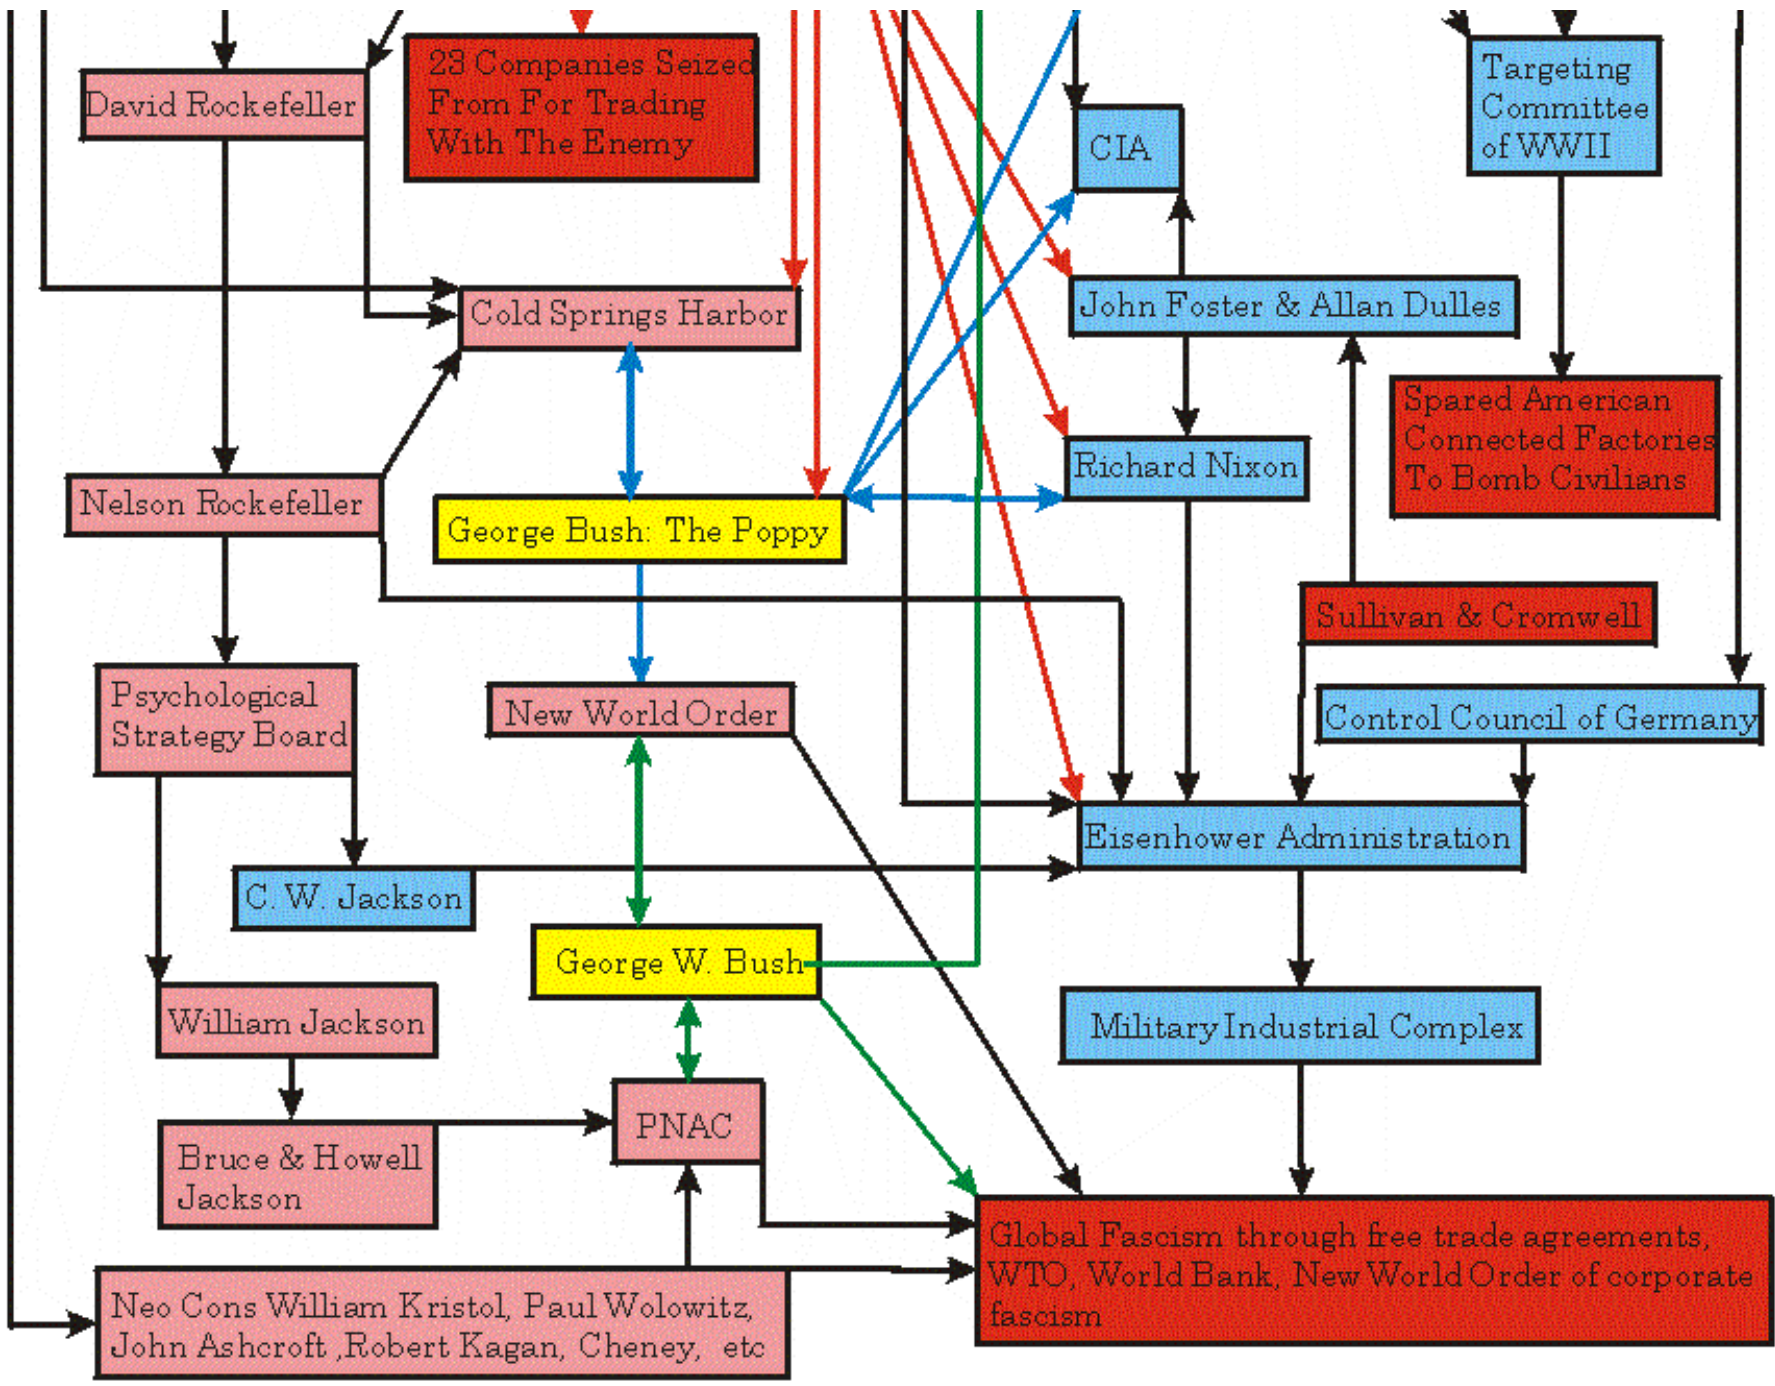 23 Companies Seized
From For Trading
With The Enemy
Targeting
Committee
of WWII
David Rockefeller
CIA
Cold Springs Harbor
John Foster & Allan Dulles
Spared American
Connected Factories
To Bomb Civilians
Richard Nixon
Nelson Rockefeller
George Bush: The Poppy
Sullivan & Cromwell
Psychological
Strategy Board
New World Order
Control Council of Germany
Eisenhower Administration
C. W. Jackson
George W. Bush
William Jackson
Military Industrial Complex
PNAC
Bruce & Howell
Jackson
Global Fascism through free trade agreements,
WTO, World Bank, New World Order of corporate
fascism
Neo Cons William Kristol, Paul Wolowitz,
John Ashcroft ,Robert Kagan, Cheney, etc